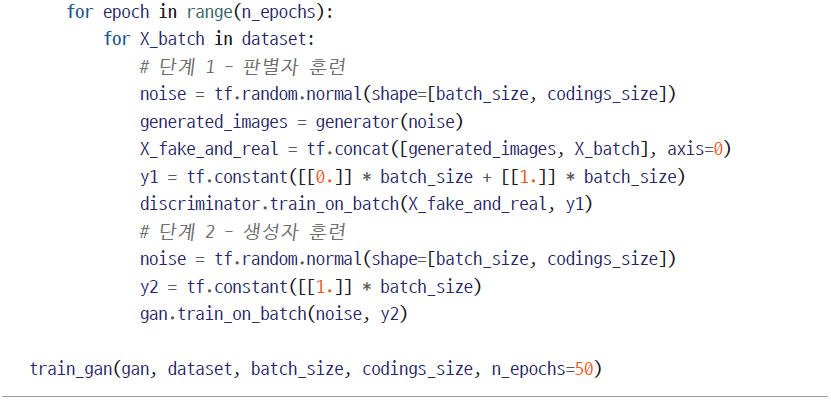 for epoch in range(n_epochs):
for X_batch in dataset:
# 단계 1 - 판별자 훈련
noise = tf.random.normal(shape=[batch_size, codings_size])
generated_images = generator(noise)
X_fake_and_real = tf.concat([generated_images, X_batch], axis=0)
y1 = tf.constant([[0.]] * batch_size + [[1.]] * batch_size)
discriminator.train_on_batch(X_fake_and_real, y1)
# 단계 2 - 생성자 훈련
noise = tf.random.normal(shape=[batch_size, codings_size])
y2 = tf.constant([[1.]] * batch_size)
gan.train_on_batch(noise, y2)
train_gan(gan, dataset, batch_size, codings_size, n_epochs=50)